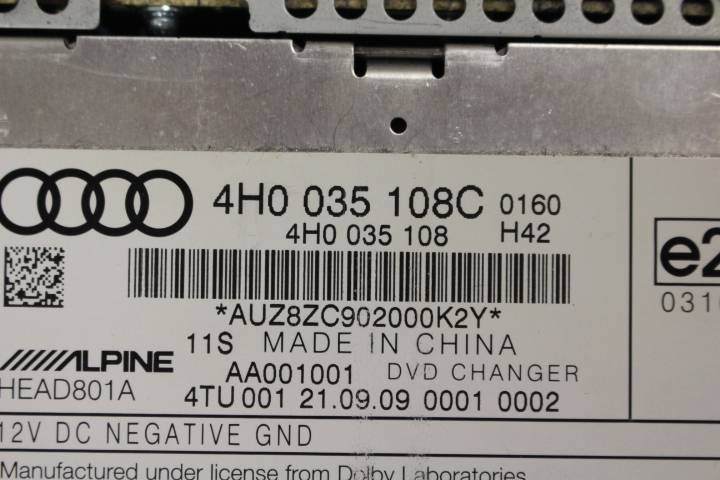 4H0 035 108C 0160
4H0 035 108 H42
*AUZ8ZC902000K2Y*
11S MADE IN CHINA
ALPINE AA001001 DVD CHANGER
HEAD801A 4TU 001 21.09.09 0001 0002
12V DC NEGATIVE GND
Manufactured under license from Dolby Laboratories
e2
031